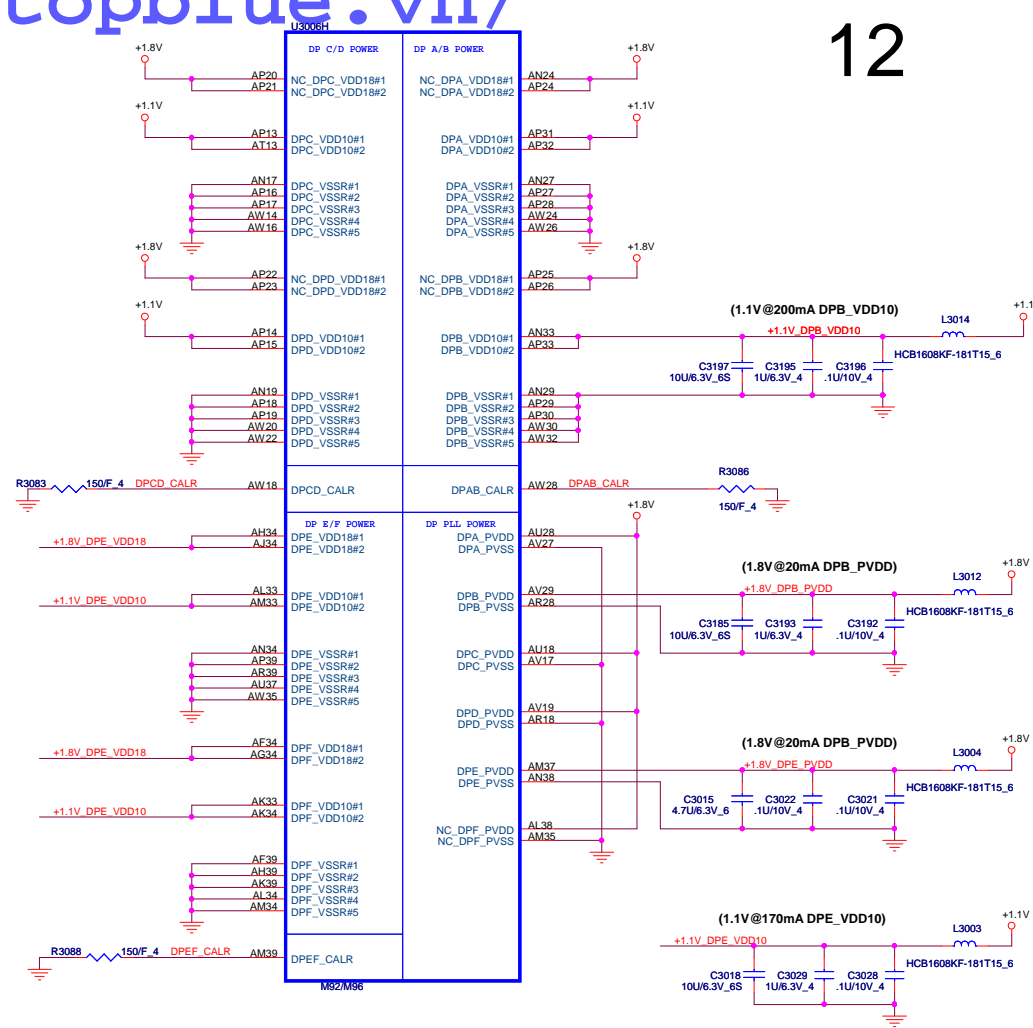 topblue.vn/
12
U3006H
DP C/D POWER
DP A/B POWER
+1.8V
AP20 NC_DPC_VDD18#1
AP21 NC_DPC_VDD18#2
+1.1V
AP13 DPC_VDD10#1
AT13 DPC_VDD10#2
AN17 DPC_VSSR#1
AP16 DPC_VSSR#2
AP17 DPC_VSSR#3
AW14 DPC_VSSR#4
AW16 DPC_VSSR#5
+1.8V
AP22 NC_DPD_VDD18#1
AP23 NC_DPD_VDD18#2
+1.1V
AP14 DPD_VDD10#1
AP15 DPD_VDD10#2
AN19 DPD_VSSR#1
AP18 DPD_VSSR#2
AP19 DPD_VSSR#3
AW20 DPD_VSSR#4
AW22 DPD_VSSR#5
R3083 150/F_4 DPCD_CALR AW18 DPCD_CALR
+1.8V
NC_DPA_VDD18#1 AN24
NC_DPA_VDD18#2 AP24
+1.1V
DPA_VDD10#1 AP31
DPA_VDD10#2 AP32
DPA_VSSR#1 AN27
DPA_VSSR#2 AP27
DPA_VSSR#3 AP28
DPA_VSSR#4 AW24
DPA_VSSR#5 AW26
+1.8V
NC_DPB_VDD18#1 AP25
NC_DPB_VDD18#2 AP26
DPB_VDD10#1 AN33
DPB_VDD10#2 AP33
DPB_VSSR#1 AN29
DPB_VSSR#2 AP29
DPB_VSSR#3 AP30
DPB_VSSR#4 AW30
DPB_VSSR#5 AW32
DPAB_CALR AW28 DPAB_CALR
R3086
150/F_4
(1.1V@200mA DPB_VDD10)
+1.1V_DPB_VDD10
L3014
+1.1
HCB1608KF-181T15_6
C3197
10U/6.3V_6S
C3195
1U/6.3V_4
C3196
.1U/10V_4
DP E/F POWER
DP PLL POWER
+1.8V_DPE_VDD18
AH34 DPE_VDD18#1
AJ34 DPE_VDD18#2
+1.1V_DPE_VDD10
AL33 DPE_VDD10#1
AM33 DPE_VDD10#2
AN34 DPE_VSSR#1
AP39 DPE_VSSR#2
AR39 DPE_VSSR#3
AU37 DPE_VSSR#4
AW35 DPE_VSSR#5
+1.8V_DPE_VDD18
AF34 DPF_VDD18#1
AG34 DPF_VDD18#2
+1.1V_DPE_VDD10
AK33 DPF_VDD10#1
AK34 DPF_VDD10#2
AF39 DPF_VSSR#1
AH39 DPF_VSSR#2
AK39 DPF_VSSR#3
AL34 DPF_VSSR#4
AM34 DPF_VSSR#5
R3088 150/F_4 DPEF_CALR AM39 DPEF_CALR
M92/M96
+1.8V
DPA_PVDD AU28
DPA_PVSS AV27
DPB_PVDD AV29
DPB_PVSS AR28
DPC_PVDD AU18
DPC_PVSS AV17
DPD_PVDD AV19
DPD_PVSS AR18
DPE_PVDD AM37
DPE_PVSS AN38
NC_DPF_PVDD AL38
NC_DPF_PVSS AM35
(1.8V@20mA DPB_PVDD)
+1.8V_DPB_PVDD
L3012
+1.8V
HCB1608KF-181T15_6
C3185
10U/6.3V_6S
C3193
1U/6.3V_4
C3192
.1U/10V_4
(1.8V@20mA DPB_PVDD)
+1.8V_DPE_PVDD
L3004
+1.8V
HCB1608KF-181T15_6
C3015
4.7U/6.3V_6
C3022
.1U/10V_4
C3021
.1U/10V_4
(1.1V@170mA DPE_VDD10)
+1.1V_DPE_VDD10
L3003
+1.1V
HCB1608KF-181T15_6
C3018
10U/6.3V_6S
C3029
1U/6.3V_4
C3028
.1U/10V_4